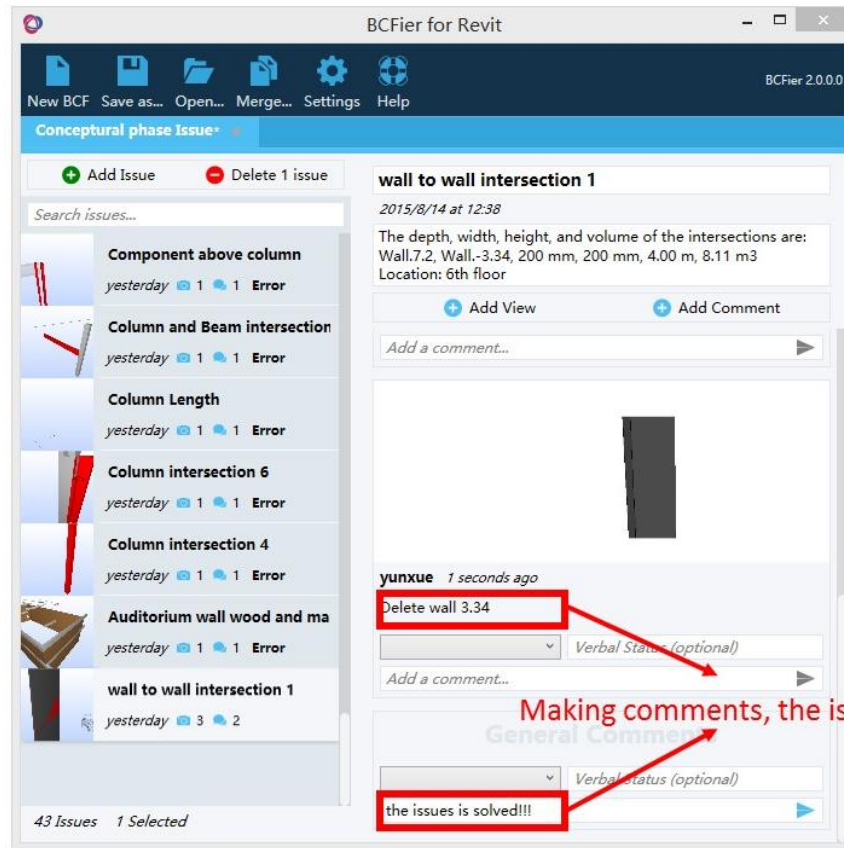 BCFier for Revit
New BCF Save as... Open... Merge... Settings Help
BCFier 2.0.0.0
Conceptural phase Issue*
Add Issue Delete 1 issue
Search issues...
Component above column
yesterday 1 1 Error
Column and Beam intersection
yesterday 1 1 Error
Column Length
yesterday 1 1 Error
Column intersection 6
yesterday 1 1 Error
Column intersection 4
yesterday 1 1 Error
Auditorium wall wood and ma
yesterday 1 1 Error
wall to wall intersection 1
yesterday 3 2
43 Issues 1 Selected
wall to wall intersection 1
2015/8/14 at 12:38
The depth, width, height, and volume of the intersections are:
Wall.7.2, Wall.-3.34, 200 mm, 200 mm, 4.00 m, 8.11 m3
Location: 6th floor
Add View Add Comment
Add a comment...
yunxue 1 seconds ago
Delete wall 3.34
Verbal Status (optional)
Add a comment...
Making comments, the is
General Comments
Verbal Status (optional)
the issues is solved!!!